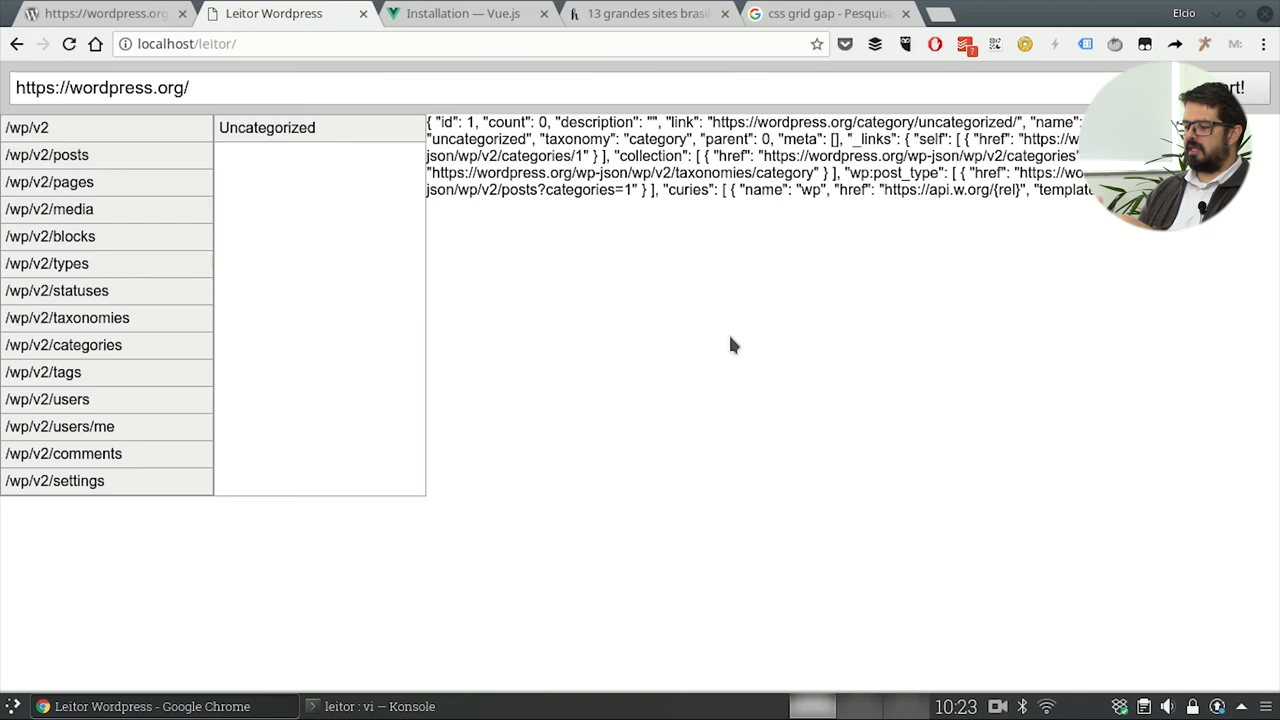 https://wordpress.org
Leitor Wordpress
Installation — Vue.js
13 grandes sites brasil
css grid gap - Pesquisa
Elcio
localhost/leitor/
https://wordpress.org/
/wp/v2
/wp/v2/posts
/wp/v2/pages
/wp/v2/media
/wp/v2/blocks
/wp/v2/types
/wp/v2/statuses
/wp/v2/taxonomies
/wp/v2/categories
/wp/v2/tags
/wp/v2/users
/wp/v2/users/me
/wp/v2/comments
/wp/v2/settings
Uncategorized
{ "id": 1, "count": 0, "description": "", "link": "https://wordpress.org/category/uncategorized/", "name":
"uncategorized", "taxonomy": "category", "parent": 0, "meta": [], "_links": { "self": [ { "href": "https://w
json/wp/v2/categories/1" } ], "collection": [ { "href": "https://wordpress.org/wp-json/wp/v2/categories"
"https://wordpress.org/wp-json/wp/v2/taxonomies/category" } ], "wp:post_type": [ { "href": "https://wo
json/wp/v2/posts?categories=1" } ], "curies": [ { "name": "wp", "href": "https://api.w.org/{rel}", "template
Leitor Wordpress - Google Chrome
leitor : vi — Konsole
10:23